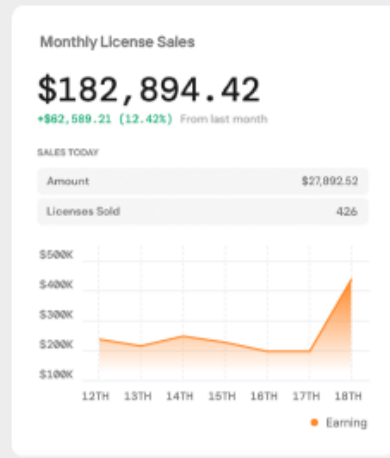 Monthly License Sales
$182,894.42
+$62,589.21 (12.42%) From last month
SALES TODAY
Amount $27,892.52
Licenses Sold 426
$500K
$400K
$300K
$200K
$100K
12TH 13TH 14TH 15TH 16TH 17TH 18TH
Earning